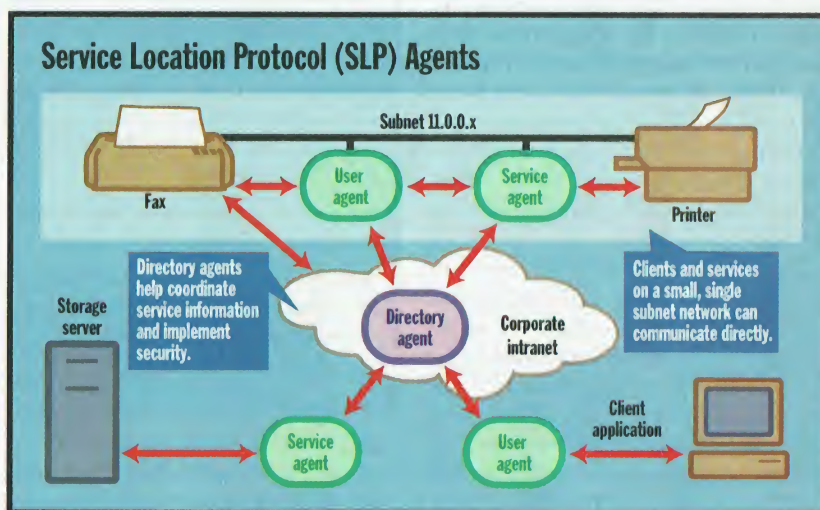 Service Location Protocol (SLP) Agents
Subnet 11.0.0.x
Fax
User
agent
Service
agent
Printer
Directory agents
help coordinate
service information
and implement
security.
Clients and services
on a small, single
subnet network can
communicate directly.
Storage
server
Directory
agent
Corporate
intranet
Service
agent
User
agent
Client
application